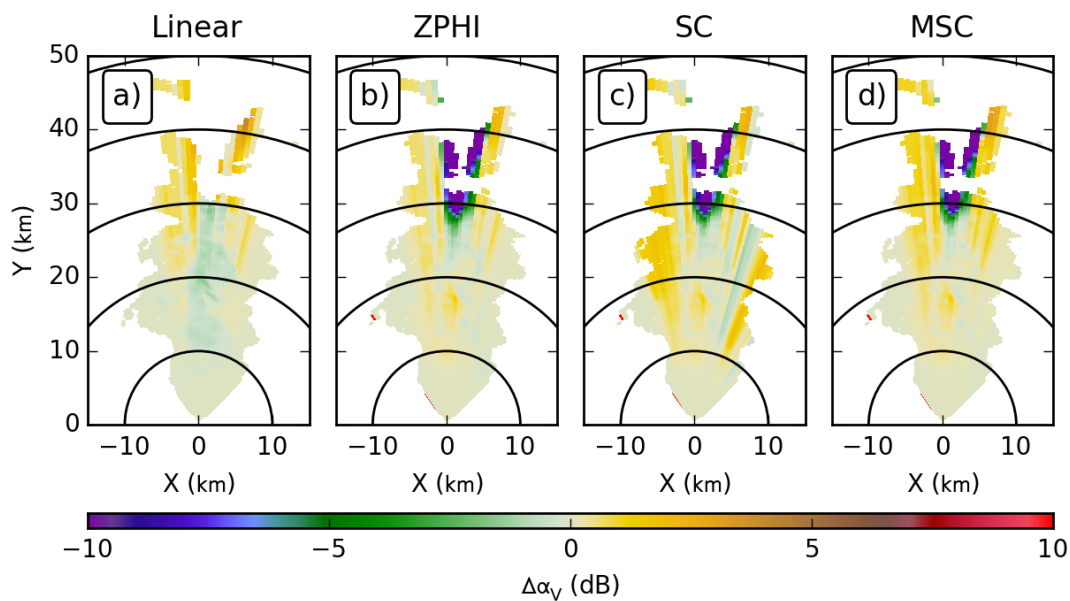 Linear ZPHI SC MSC
a) b) c) d)
50
40
30
20
10
0
Y (km)
−10 0 10 −10 0 10 −10 0 10 −10 0 10
X (km) X (km) X (km) X (km)
−10 −5 0 5 10
Δα_V (dB)